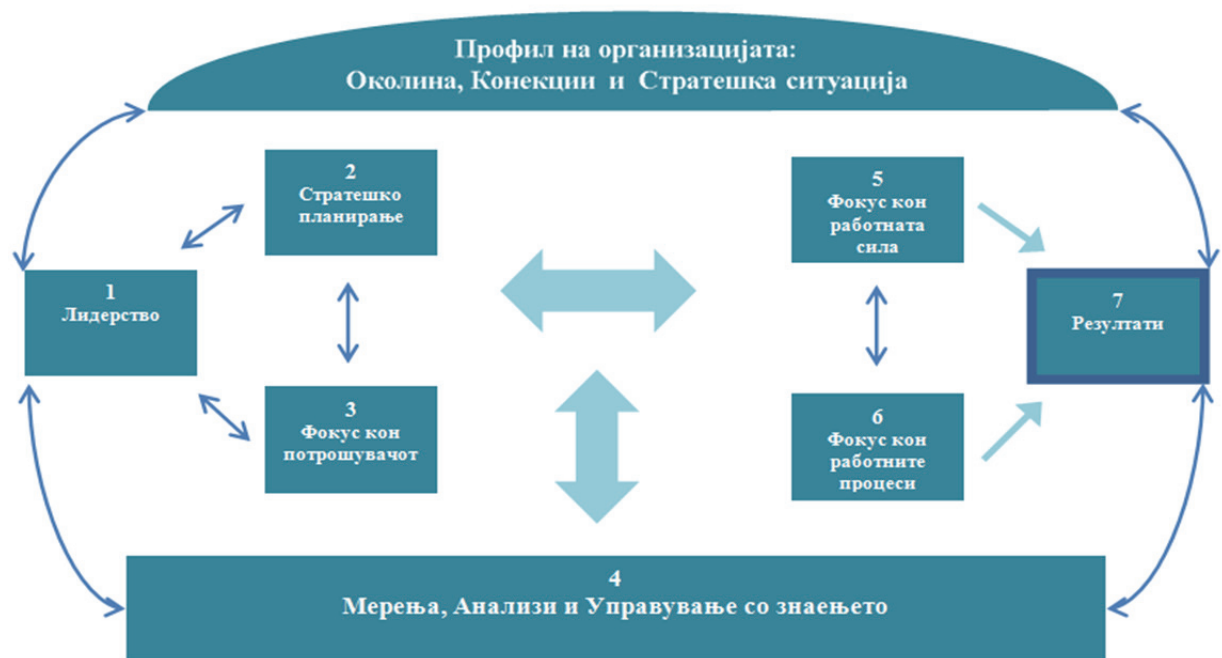 Профил на организацијата:
Околина, Конекции и Стратешка ситуација
1
Лидерство
2
Стратешко
планирање
3
Фокус кон
потрошувачот
5
Фокус кон
работната
сила
6
Фокус кон
работните
процеси
7
Резултати
4
Мерења, Анализи и Управување со знаењето